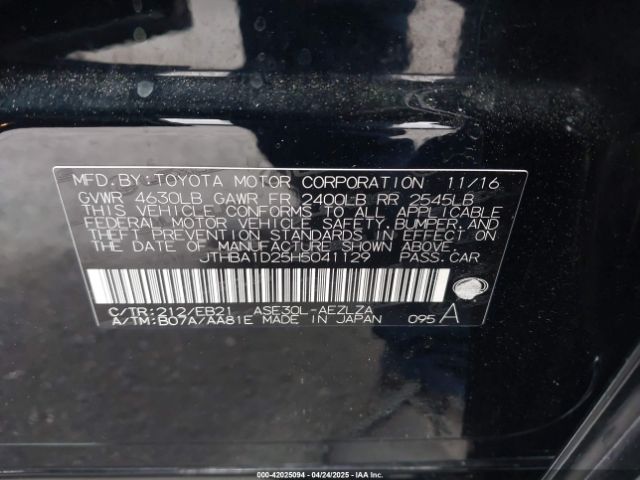 MFD.BY:TOYOTA MOTOR CORPORATION 11/16
GVWR 4630LB GAWR FR 2400LB RR 2545LB
THIS VEHICLE CONFORMS TO ALL APPLICABLE
FEDERAL MOTOR VEHICLE SAFETY,BUMPER,AND
THEFT PREVENTION STANDARDS IN EFFECT ON
THE DATE OF MANUFACTURE SHOWN ABOVE.
JTHBA1D25H5041129 PASS.CAR
C/TR:212/EB21 ASE30L-AEZLZA
A/TM:B07A/AA81E MADE IN JAPAN 095 A
000-42025094 - 04/24/2025 - IAAI.COM